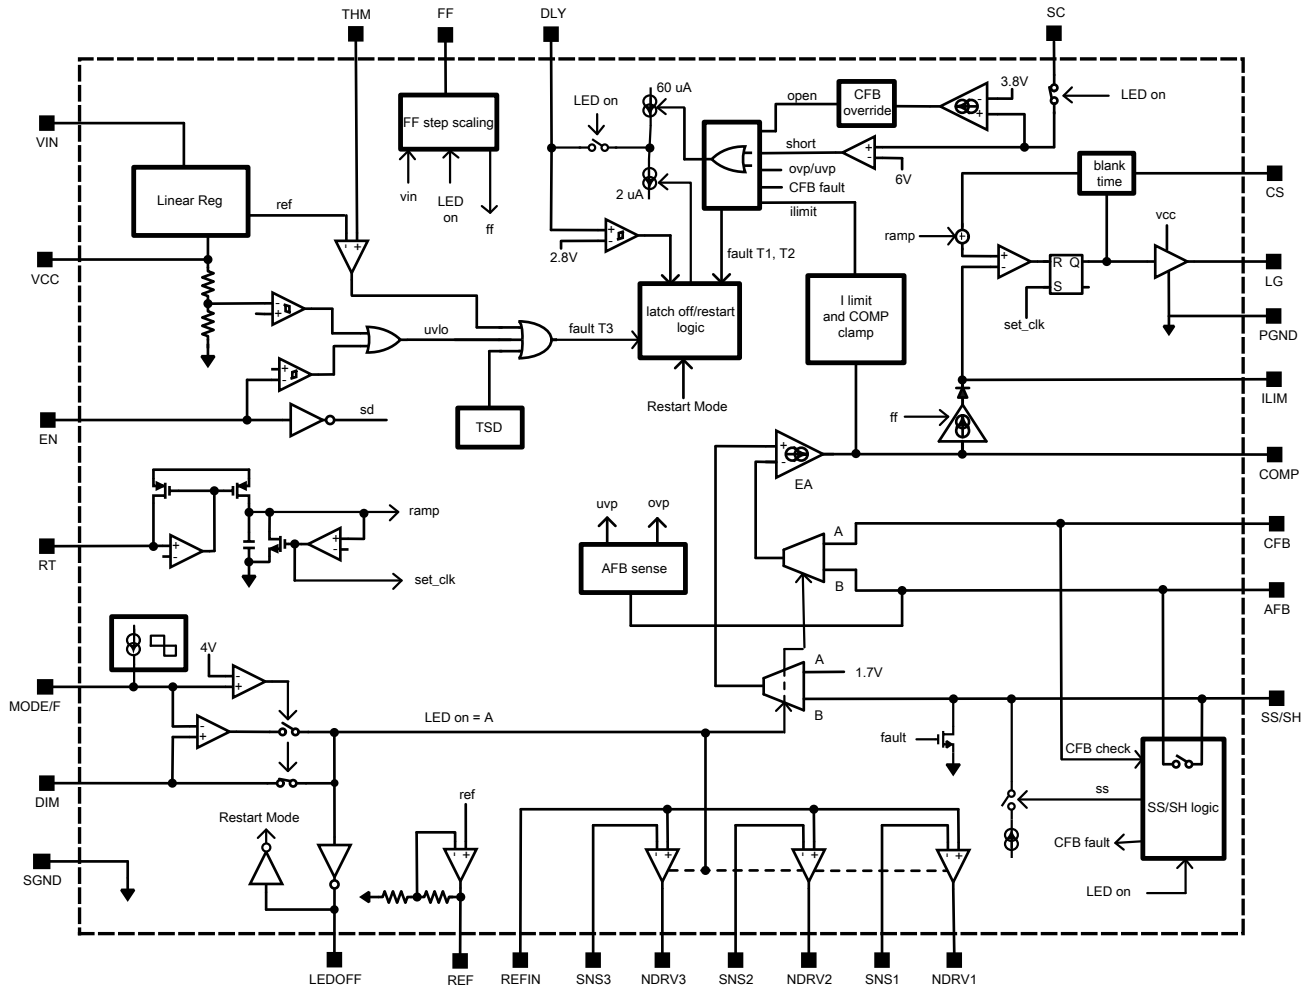 THM
FF
DLY
SC
VIN
Linear Reg
ref
VCC
FF step scaling
vin
LED
on
ff
LED on
60 uA
2 uA
2.8V
open
short
ovp/uvp
CFB fault
ilimit
CFB
override
3.8V
6V
LED on
blank
time
CS
ramp
+
vcc
R Q
S
set_clk
LG
PGND
fault T1, T2
latch off/restart
logic
Restart Mode
I limit
and COMP
clamp
uvlo
fault T3
TSD
EN
sd
ff
ILIM
COMP
EA
RT
ramp
set_clk
uvp
ovp
AFB sense
A
B
CFB
AFB
4V
MODE/F
A
1.7V
B
SS/SH
LED on = A
fault
CFB check
DIM
ss
SS/SH logic
CFB fault
LED on
Restart Mode
ref
SGND
LEDOFF
REF
REFIN
SNS3
NDRV3
SNS2
NDRV2
SNS1
NDRV1